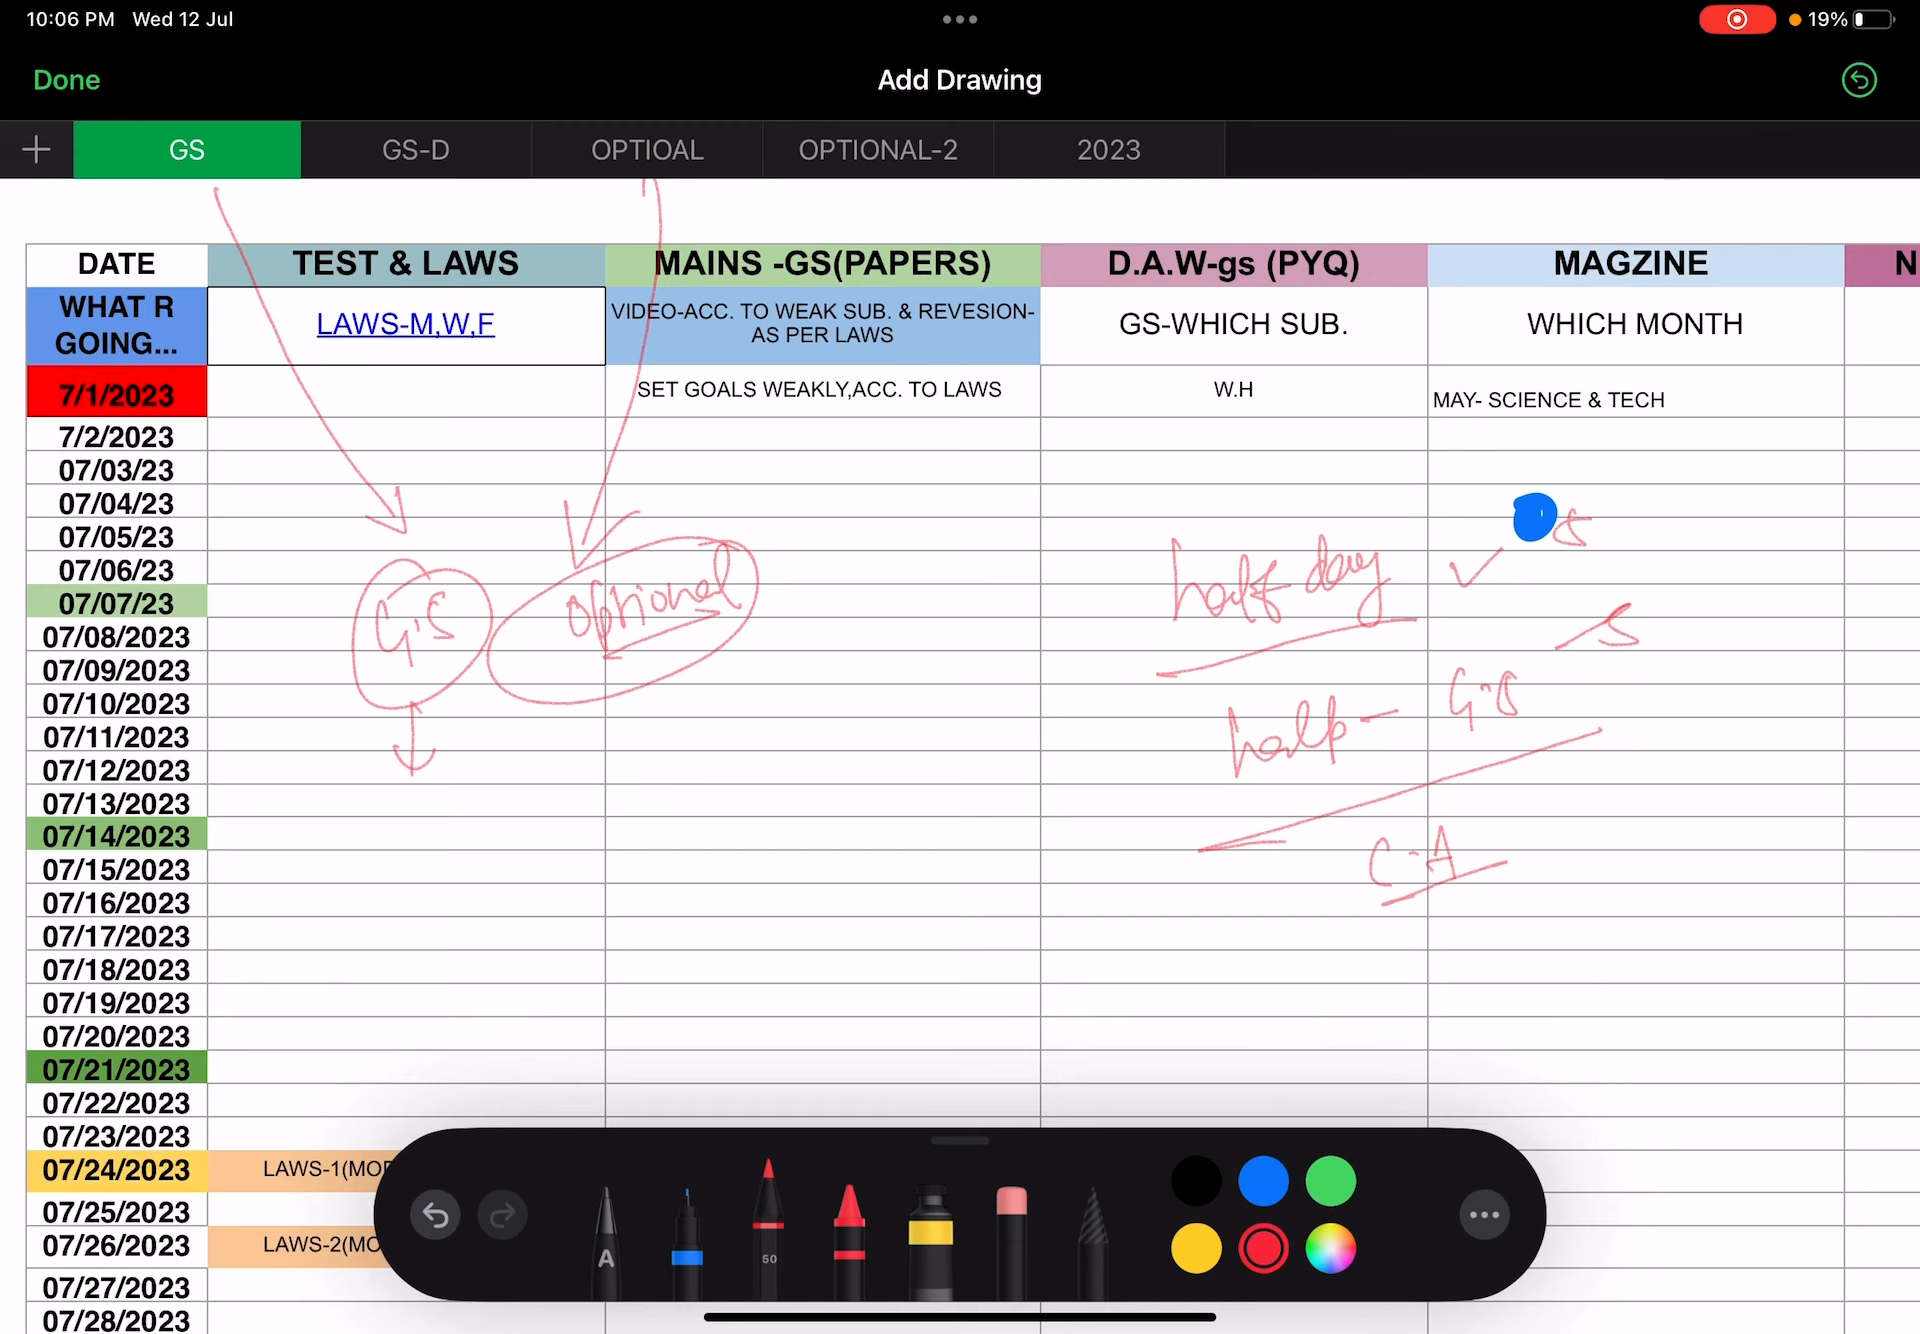 10:06 PM Wed 12 Jul
19%
Done
Add Drawing
GS GS-D OPTIOAL OPTIONAL-2 2023
DATE TEST & LAWS MAINS -GS(PAPERS) D.A.W-gs (PYQ) MAGZINE N
WHAT R GOING... LAWS-M,W,F VIDEO-ACC. TO WEAK SUB. & REVESION-AS PER LAWS GS-WHICH SUB. WHICH MONTH
7/1/2023 SET GOALS WEAKLY,ACC. TO LAWS W.H MAY- SCIENCE & TECH
7/2/2023
07/03/23
07/04/23
07/05/23
07/06/23
half day
07/07/23
G.S Optional
07/08/2023
07/09/2023
07/10/2023
G.S
07/11/2023
half-
07/12/2023
07/13/2023
07/14/2023
07/15/2023
C-A
07/16/2023
07/17/2023
07/18/2023
07/19/2023
07/20/2023
07/21/2023
07/22/2023
07/23/2023
07/24/2023 LAWS-1(MO
07/25/2023
07/26/2023 LAWS-2(MO
07/27/2023
07/28/2023
A
50